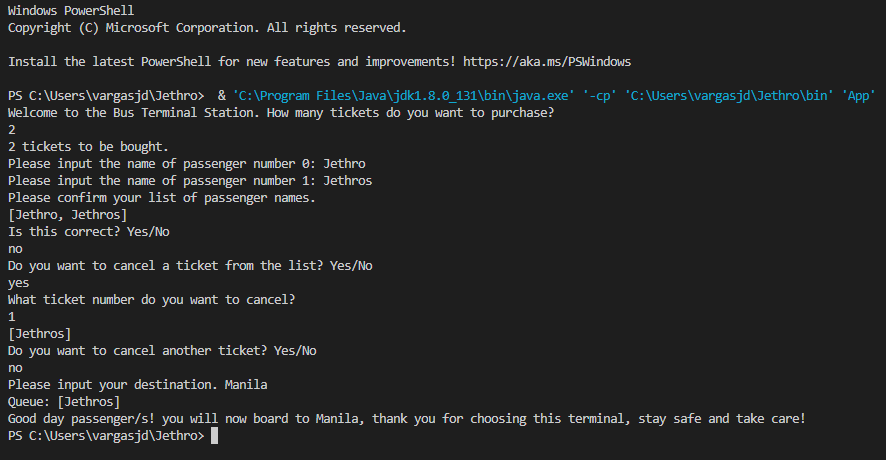 Windows PowerShell
Copyright (C) Microsoft Corporation. All rights reserved.
Install the latest PowerShell for new features and improvements! https://aka.ms/PSWindows
PS C:\Users\vargasjd\Jethro>  & 'C:\Program Files\Java\jdk1.8.0_131\bin\java.exe' '-cp' 'C:\Users\vargasjd\Jethro\bin' 'App'
Welcome to the Bus Terminal Station. How many tickets do you want to purchase?
2
2 tickets to be bought.
Please input the name of passenger number 0: Jethro
Please input the name of passenger number 1: Jethros
Please confirm your list of passenger names.
[Jethro, Jethros]
Is this correct? Yes/No
no
Do you want to cancel a ticket from the list? Yes/No
yes
What ticket number do you want to cancel?
1
[Jethros]
Do you want to cancel another ticket? Yes/No
no
Please input your destination. Manila
Queue: [Jethros]
Good day passenger/s! you will now board to Manila, thank you for choosing this terminal, stay safe and take care!
PS C:\Users\vargasjd\Jethro>